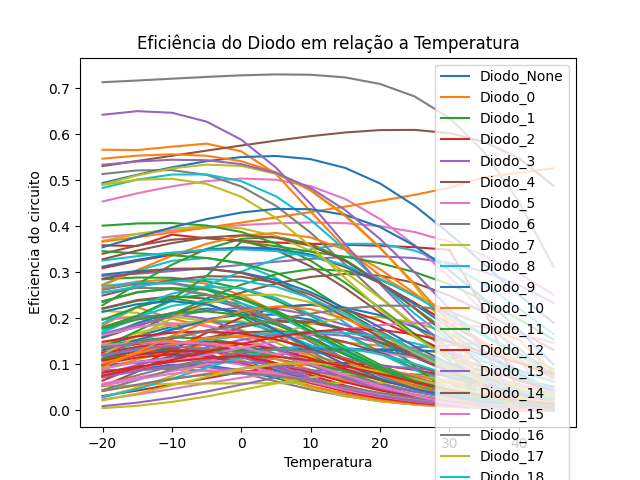 Eficiência do Diodo em relação a Temperatura
Eficiencia do circuito
0.7
0.6
0.5
0.4
0.3
0.2
0.1
0.0
−20
−10
0
10
20
30
40
Temperatura
Diodo_None
Diodo_0
Diodo_1
Diodo_2
Diodo_3
Diodo_4
Diodo_5
Diodo_6
Diodo_7
Diodo_8
Diodo_9
Diodo_10
Diodo_11
Diodo_12
Diodo_13
Diodo_14
Diodo_15
Diodo_16
Diodo_17
Diodo_18